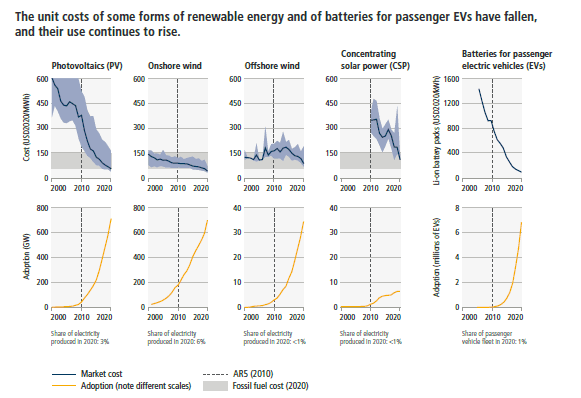 The unit costs of some forms of renewable energy and of batteries for passenger EVs have fallen,
and their use continues to rise.
Photovoltaics (PV)
Onshore wind
Offshore wind
Concentrating
solar power (CSP)
Batteries for passenger
electric vehicles (EVs)
Cost (USD2020/MWh)
600
450
300
150
0
2000 2010 2020
600
450
300
150
0
2000 2010 2020
600
450
300
150
0
2000 2010 2020
600
450
300
150
0
2000 2010 2020
Li-on battery packs (USD2020/MWh)
1600
1200
800
400
0
2000 2010 2020
Adoption (GW)
800
600
400
200
0
2000 2010 2020
800
600
400
200
0
2000 2010 2020
40
30
20
10
0
2000 2010 2020
40
30
20
10
0
2000 2010 2020
Adoption (millions of EVs)
8
6
4
2
0
2000 2010 2020
Share of electricity
produced in 2020: 3%
Share of electricity
produced in 2020: 6%
Share of electricity
produced in 2020: <1%
Share of electricity
produced in 2020: <1%
Share of passenger
vehicle fleet in 2020: 1%
Market cost
Adoption (note different scales)
AR5 (2010)
Fossil fuel cost (2020)